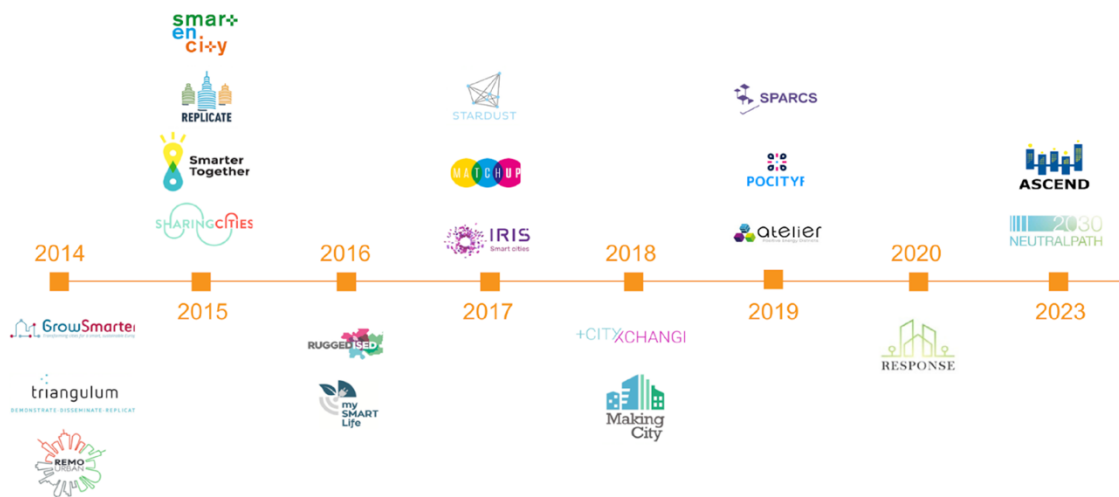 smar+
en
ci+y
REPLICATE
Smarter
Together
SHARINGCITIES
STARDUST
MATCHUP
IRIS
Smart cities
SPARCS
POCITYF
atelier
ASCEND
2030
NEUTRALPATH
2014
2016
2018
2020
2015
2017
2019
2023
GrowSmarter
triangulum
DEMONSTRATE·DISSEMINATE·REPLICAT
REMO
URBAN
RUGGEDISED
my
SMART
Life
+CITYXCHANGI
Making
City
RESPONSE